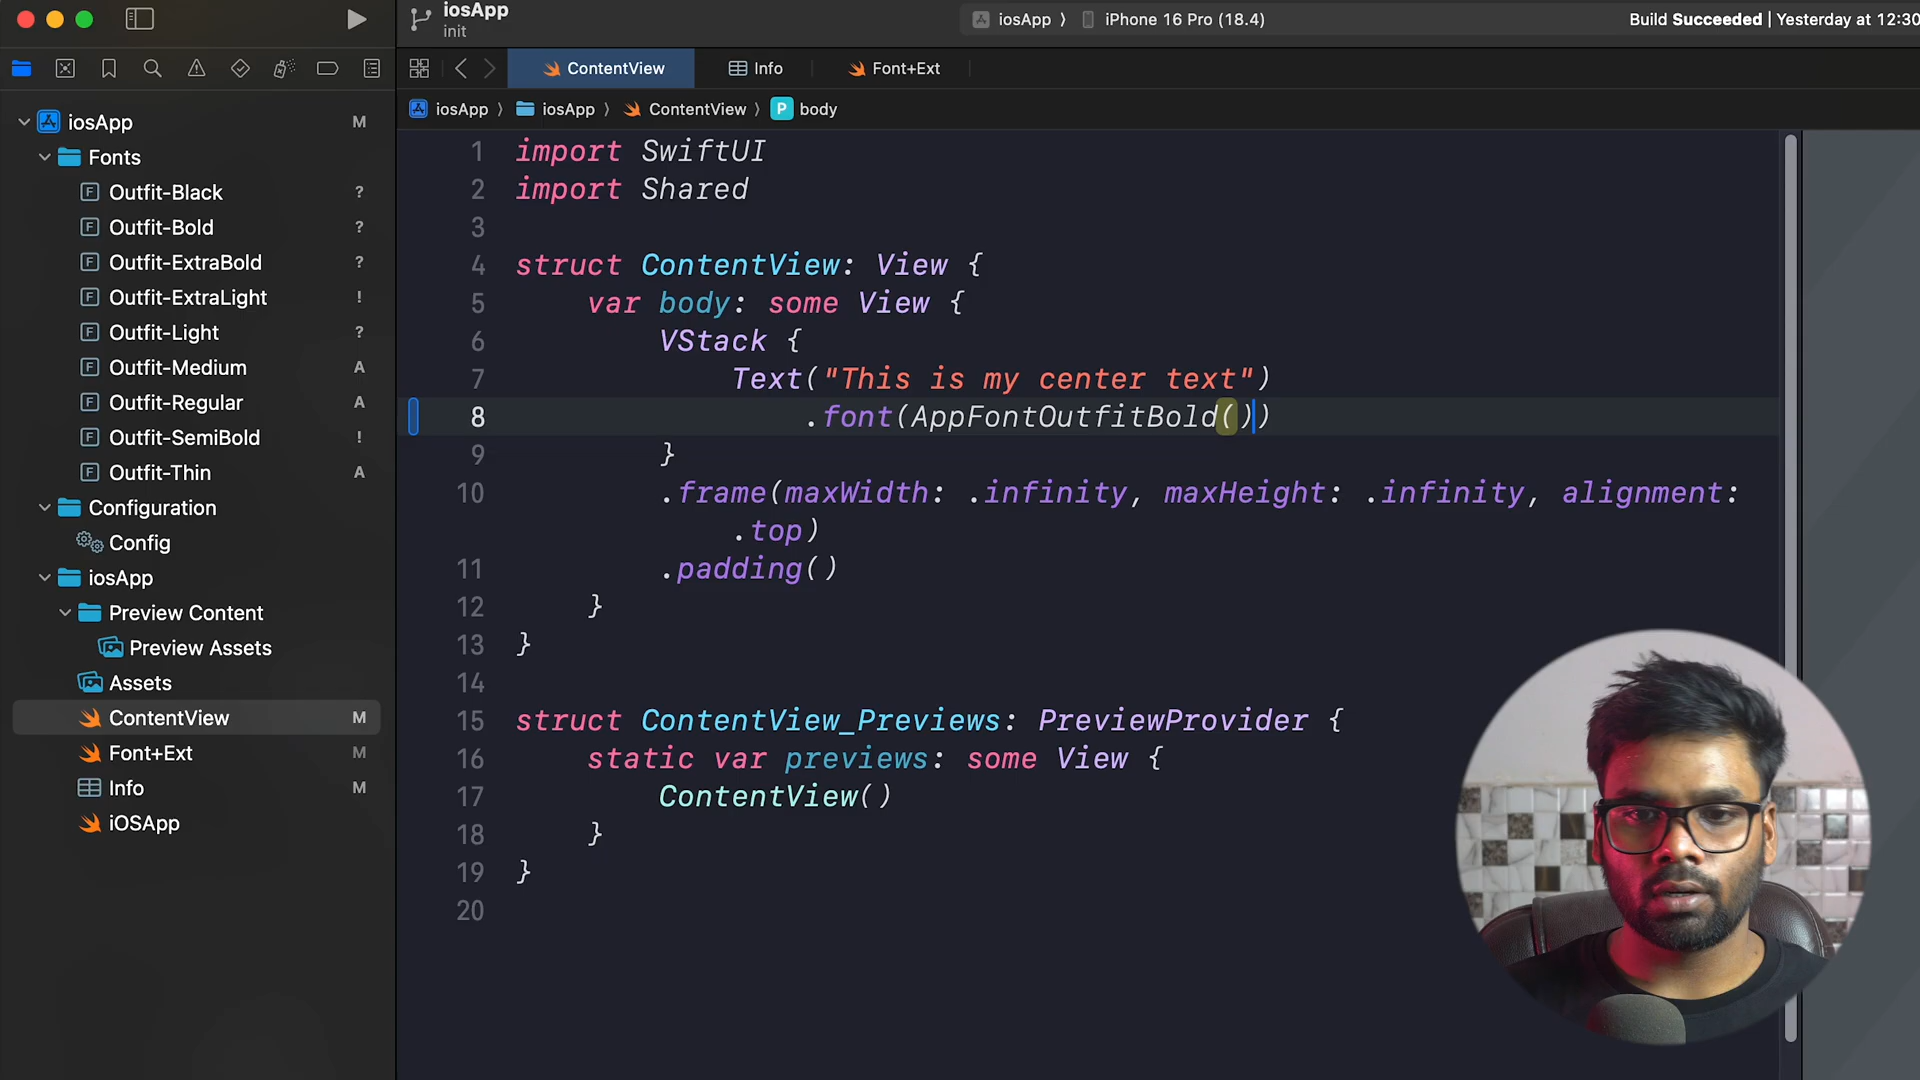 iosApp
init
iosApp 〉 iPhone 16 Pro (18.4)
Build Succeeded | Yesterday at 12:30
ContentView
Info
Font+Ext
iosApp 〉 iosApp 〉 ContentView 〉 P body
iosApp M
Fonts
Outfit-Black ?
Outfit-Bold ?
Outfit-ExtraBold ?
Outfit-ExtraLight !
Outfit-Light ?
Outfit-Medium A
Outfit-Regular A
Outfit-SemiBold !
Outfit-Thin A
Configuration
Config
iosApp
Preview Content
Preview Assets
Assets
ContentView M
Font+Ext M
Info M
iOSApp
1 import SwiftUI
2 import Shared
3
4 struct ContentView: View {
5 var body: some View {
6 VStack {
7 Text("This is my center text")
8 .font(AppFontOutfitBold())
9 }
10 .frame(maxWidth: .infinity, maxHeight: .infinity, alignment:
.top)
11 .padding()
12 }
13 }
14
15 struct ContentView_Previews: PreviewProvider {
16 static var previews: some View {
17 ContentView()
18 }
19 }
20